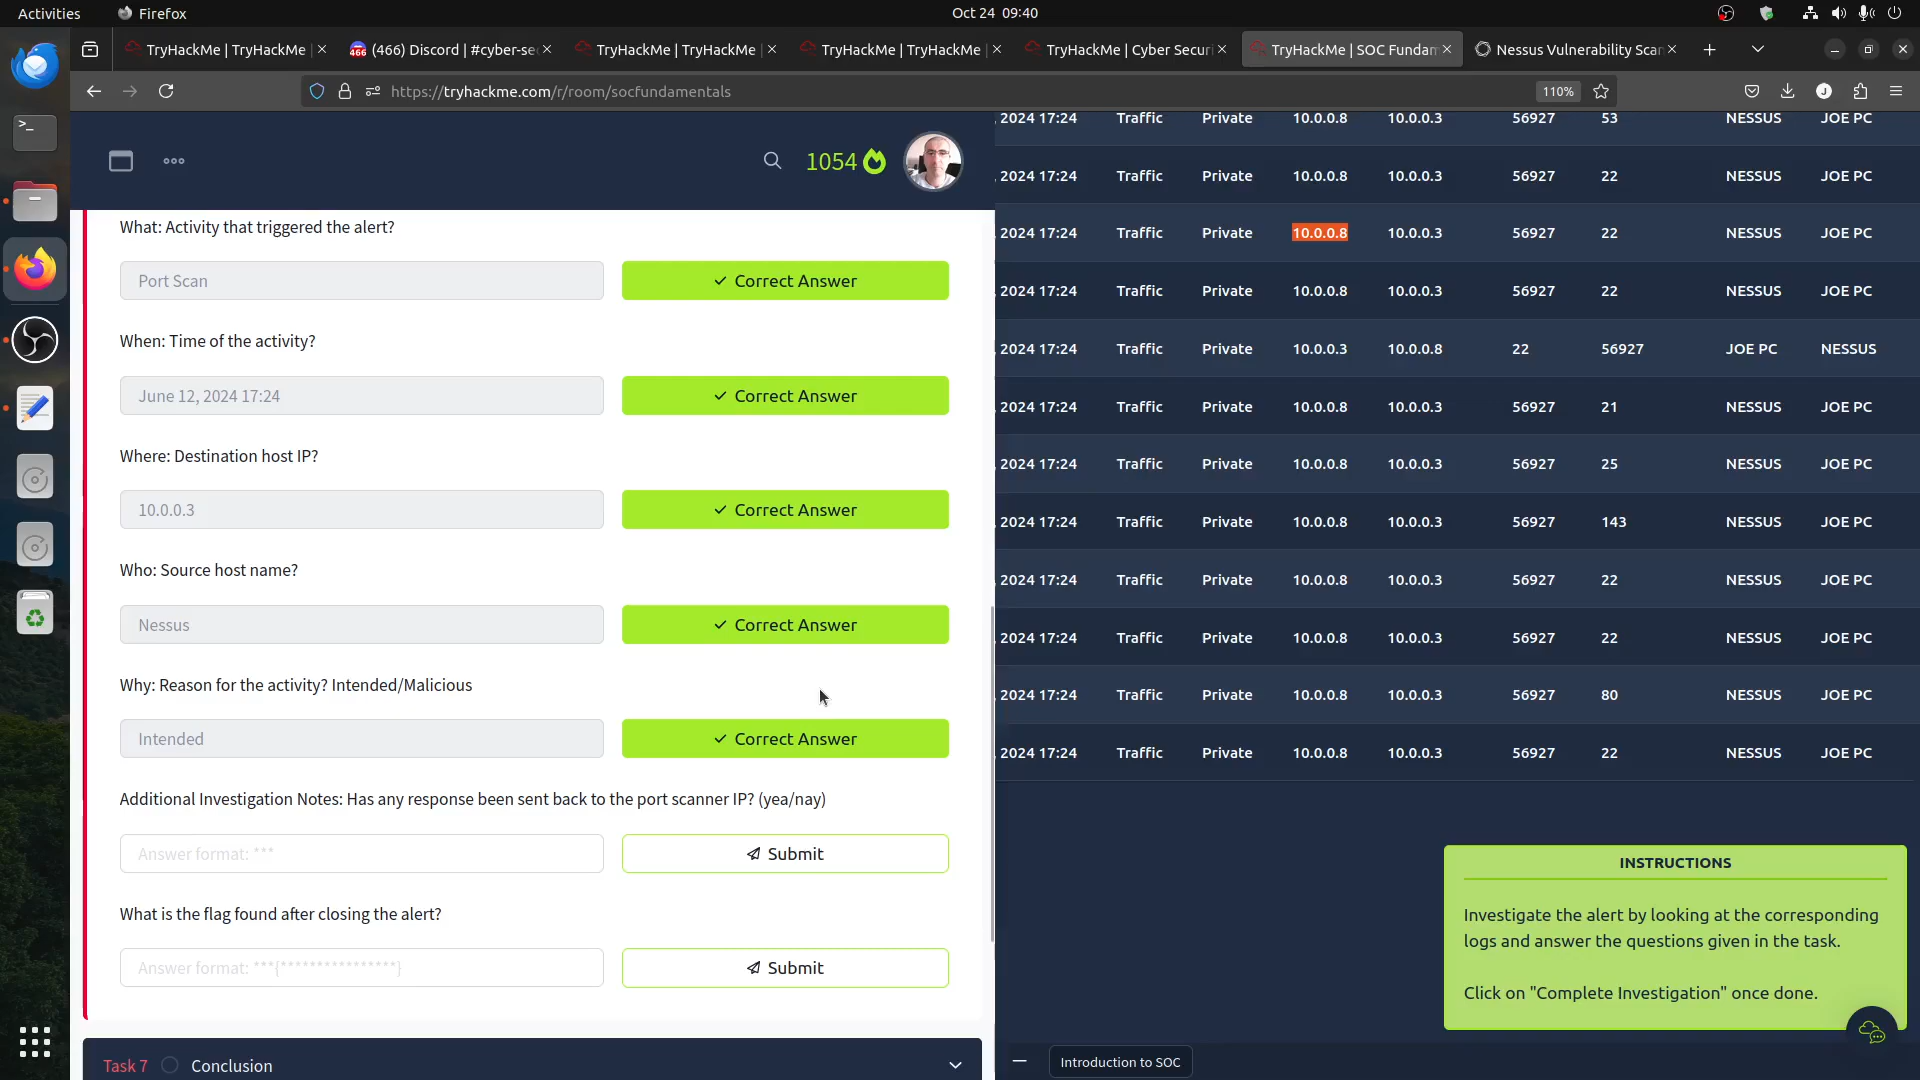 Activities
Firefox
Oct 24 09:40
TryHackMe | TryHackMe
(466) Discord | #cyber-sec
TryHackMe | TryHackMe
TryHackMe | TryHackMe
TryHackMe | Cyber Securi
TryHackMe | SOC Fundam
Nessus Vulnerability Scan
https://tryhackme.com/r/room/socfundamentals
110%
J
1054
What: Activity that triggered the alert?
Port Scan
Correct Answer
When: Time of the activity?
June 12, 2024 17:24
Correct Answer
Where: Destination host IP?
10.0.0.3
Correct Answer
Who: Source host name?
Nessus
Correct Answer
Why: Reason for the activity? Intended/Malicious
Intended
Correct Answer
Additional Investigation Notes: Has any response been sent back to the port scanner IP? (yea/nay)
Answer format: ***
Submit
What is the flag found after closing the alert?
Answer format: ***{****************}
Submit
Task 7 Conclusion
, 2024 17:24 Traffic Private 10.0.0.8 10.0.0.3 56927 53 NESSUS JOE PC
, 2024 17:24 Traffic Private 10.0.0.8 10.0.0.3 56927 22 NESSUS JOE PC
, 2024 17:24 Traffic Private 10.0.0.8 10.0.0.3 56927 22 NESSUS JOE PC
, 2024 17:24 Traffic Private 10.0.0.8 10.0.0.3 56927 22 NESSUS JOE PC
, 2024 17:24 Traffic Private 10.0.0.3 10.0.0.8 22 56927 JOE PC NESSUS
, 2024 17:24 Traffic Private 10.0.0.8 10.0.0.3 56927 21 NESSUS JOE PC
, 2024 17:24 Traffic Private 10.0.0.8 10.0.0.3 56927 25 NESSUS JOE PC
, 2024 17:24 Traffic Private 10.0.0.8 10.0.0.3 56927 143 NESSUS JOE PC
, 2024 17:24 Traffic Private 10.0.0.8 10.0.0.3 56927 22 NESSUS JOE PC
, 2024 17:24 Traffic Private 10.0.0.8 10.0.0.3 56927 22 NESSUS JOE PC
, 2024 17:24 Traffic Private 10.0.0.8 10.0.0.3 56927 80 NESSUS JOE PC
, 2024 17:24 Traffic Private 10.0.0.8 10.0.0.3 56927 22 NESSUS JOE PC
INSTRUCTIONS
Investigate the alert by looking at the corresponding
logs and answer the questions given in the task.
Click on "Complete Investigation" once done.
Introduction to SOC